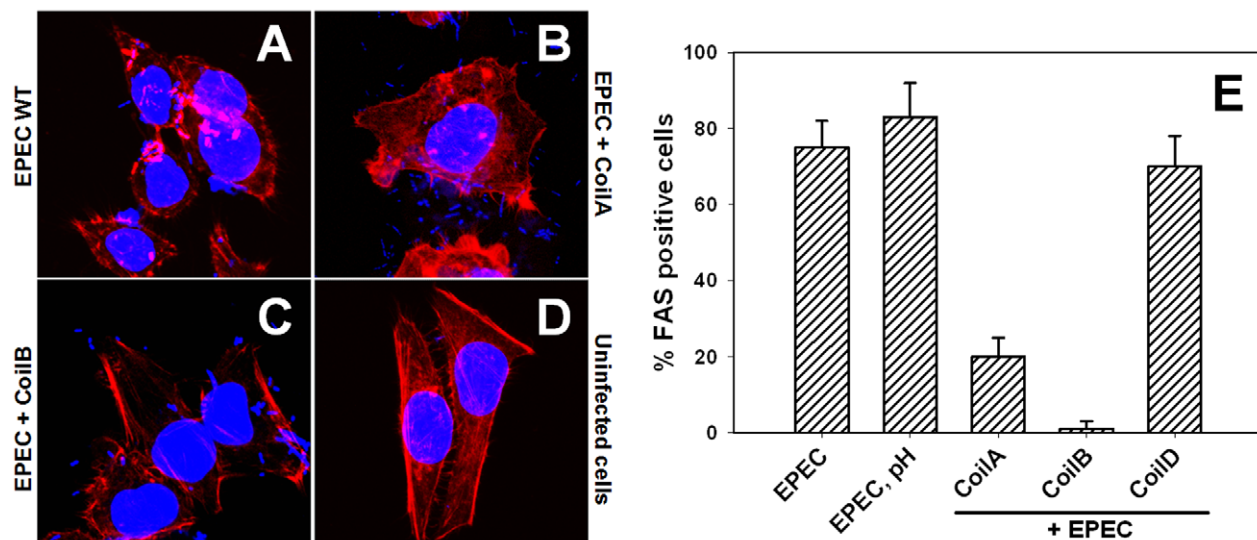 EPEC WT
A
B
EPEC + CoilA
EPEC + CoilB
C
D
Uninfected cells
E
% FAS positive cells
100
80
60
40
20
0
EPEC
EPEC, pH
CoilA
CoilB
CoilD
+ EPEC